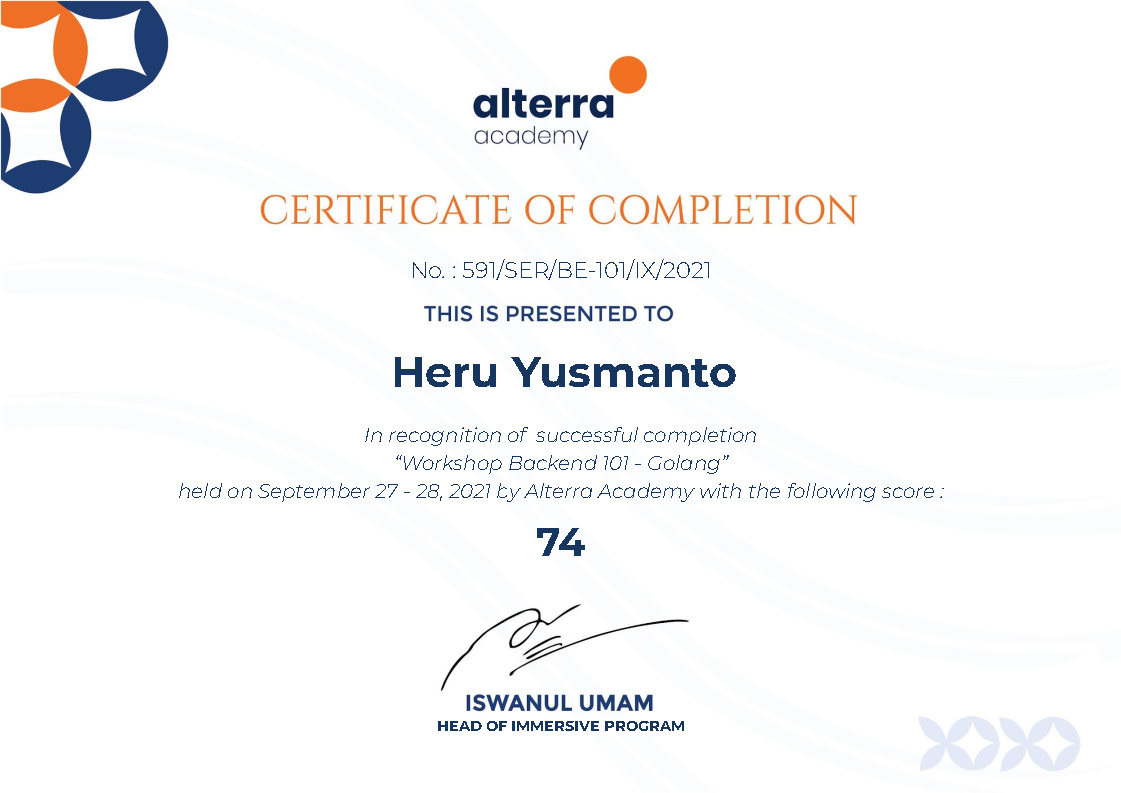 alterra
academy
CERTIFICATE OF COMPLETION
No. : 591/SER/BE-101/IX/2021
THIS IS PRESENTED TO
Heru Yusmanto
In recognition of successful completion
“Workshop Backend 101 - Golang”
held on September 27 - 28, 2021 by Alterra Academy with the following score :
74
ISWANUL UMAM
HEAD OF IMMERSIVE PROGRAM